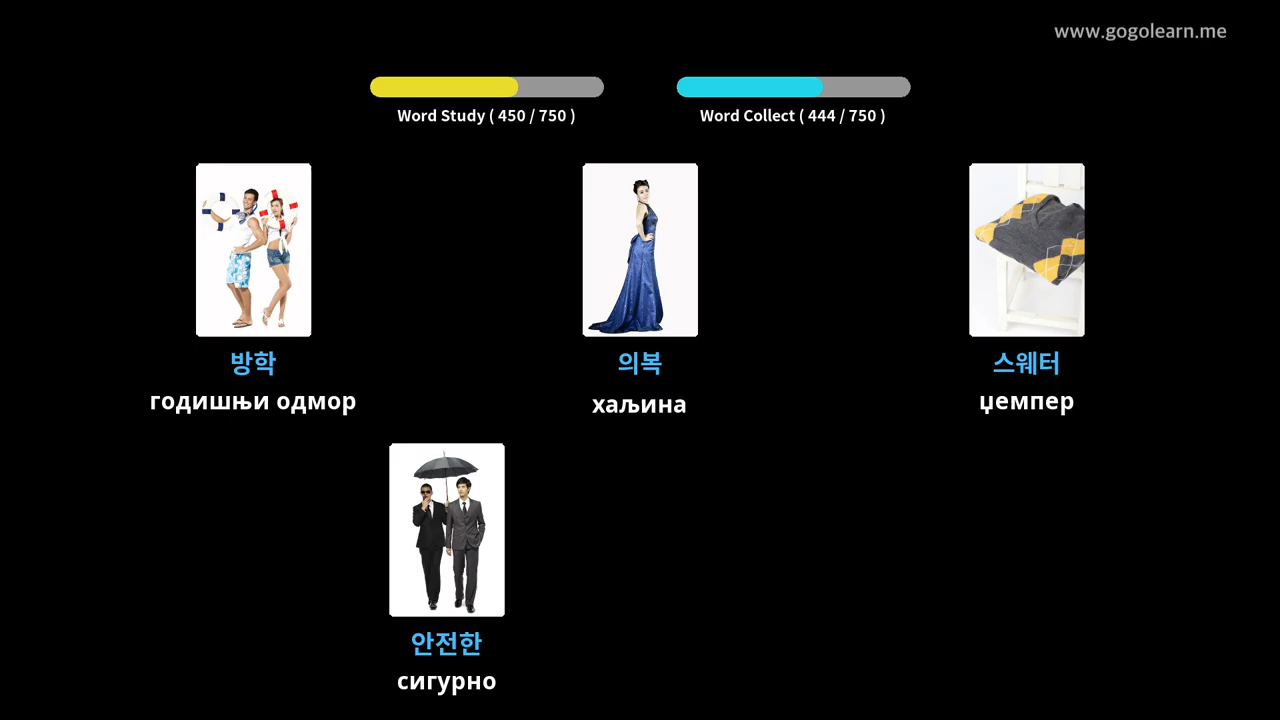 www.gogolearn.me
Word Study ( 450 / 750 )
Word Collect ( 444 / 750 )
방학
годишњи одмор
의복
хаљина
스웨터
џемпер
안전한
сигурно